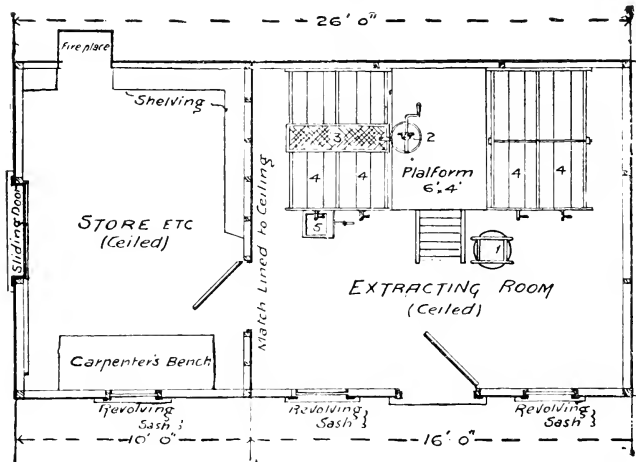 26' 0"
Fireplace
Shelving
3
2
Platform
6'.4'
4 4
4 4
5
1
Sliding Door
STORE ETC
(Ceiled)
Match Lined to Ceiling
EXTRACTING ROOM
(Ceiled)
Carpenter's Bench
Revolving
Sash
Revolving
Sash
Revolving
Sash
10' 0"
16' 0"